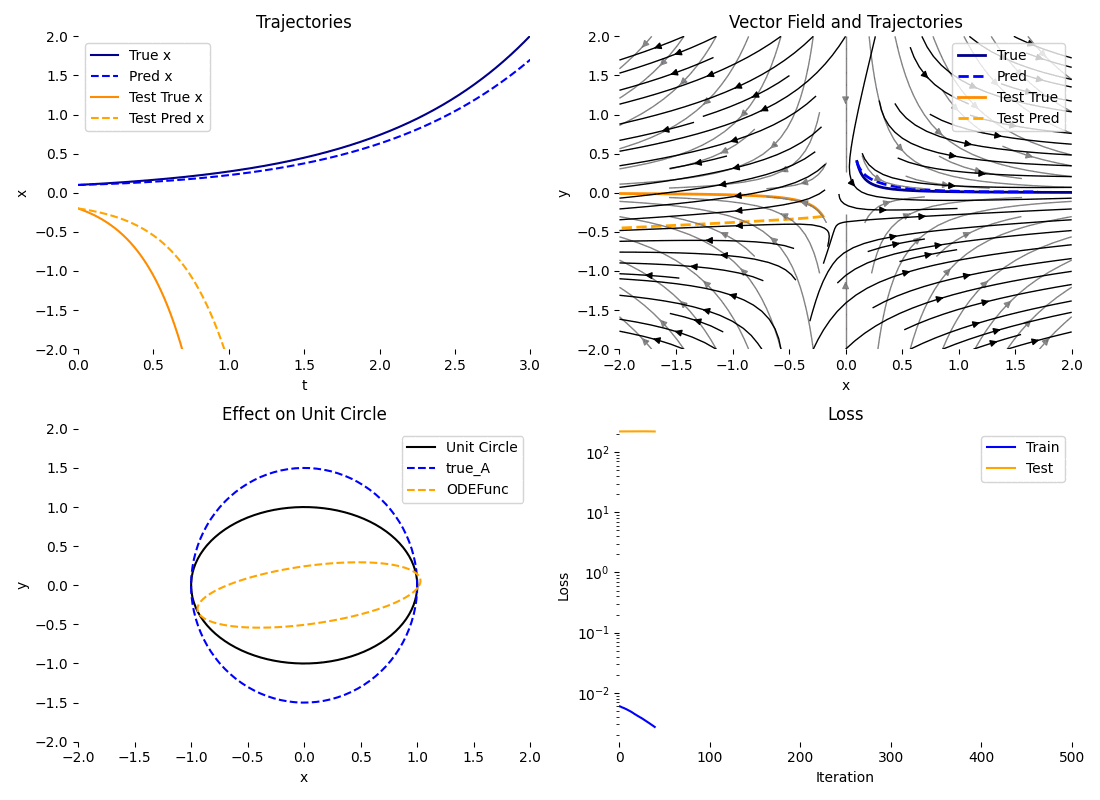 Trajectories
True x
Pred x
Test True x
Test Pred x
2.0
1.5
1.0
0.5
0.0
−0.5
−1.0
−1.5
−2.0
x
0.0 0.5 1.0 1.5 2.0 2.5 3.0
t
Vector Field and Trajectories
True
Pred
Test True
Test Pred
2.0
1.5
1.0
0.5
0.0
−0.5
−1.0
−1.5
−2.0
y
−2.0 −1.5 −1.0 −0.5 0.0 0.5 1.0 1.5 2.0
x
Effect on Unit Circle
Unit Circle
true_A
ODEFunc
2.0
1.5
1.0
0.5
0.0
−0.5
−1.0
−1.5
−2.0
y
−2.0 −1.5 −1.0 −0.5 0.0 0.5 1.0 1.5 2.0
x
Loss
Train
Test
10²
10¹
10⁰
10⁻¹
10⁻²
Loss
0 100 200 300 400 500
Iteration